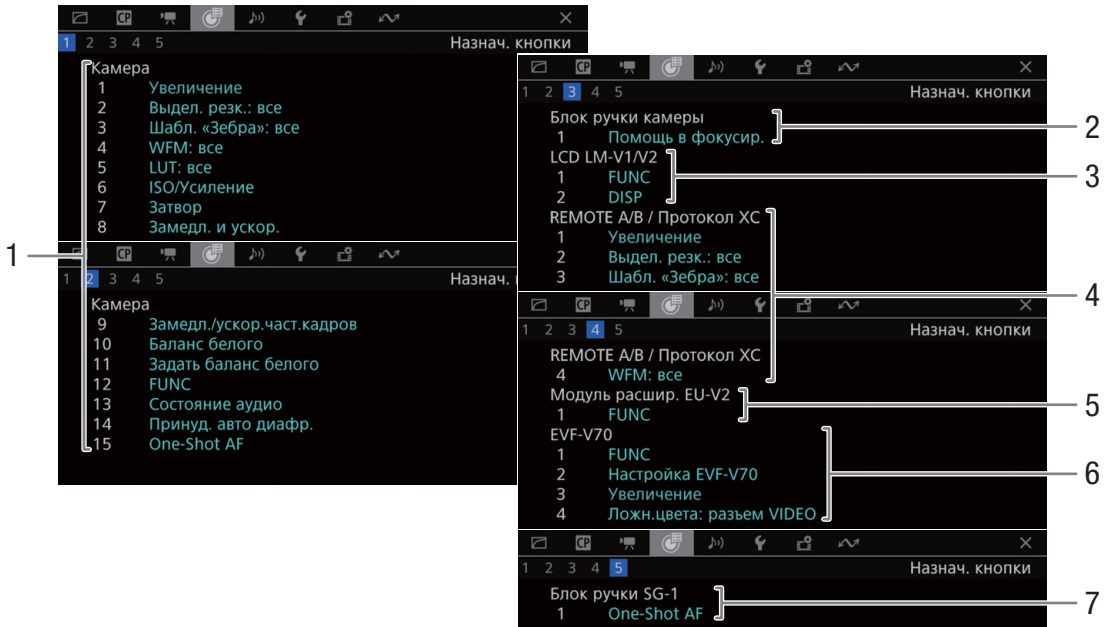 CP
1 2 3 4 5 Назнач. кнопки
Камера
1 Увеличение
2 Выдел. резк.: все
3 Шабл. «Зебра»: все
4 WFM: все
5 LUT: все
6 ISO/Усиление
7 Затвор
8 Замедл. и ускор.
1
CP
1 2 3 4 5 Назнач.
Камера
9 Замедл./ускор.част.кадров
10 Баланс белого
11 Задать баланс белого
12 FUNC
13 Состояние аудио
14 Принуд. авто диафр.
15 One-Shot AF
CP
1 2 3 4 5 Назнач. кнопки
Блок ручки камеры
1 Помощь в фокусир.
2
LCD LM-V1/V2
1 FUNC
2 DISP
3
REMOTE A/B / Протокол XC
1 Увеличение
2 Выдел. резк.: все
3 Шабл. «Зебра»: все
4
CP
1 2 3 4 5 Назнач. кнопки
REMOTE A/B / Протокол XC
4 WFM: все
Модуль расшир. EU-V2
1 FUNC
5
EVF-V70
1 FUNC
2 Настройка EVF-V70
3 Увеличение
4 Ложн.цвета: разъем VIDEO
6
CP
1 2 3 4 5 Назнач. кнопки
Блок ручки SG-1
1 One-Shot AF
7